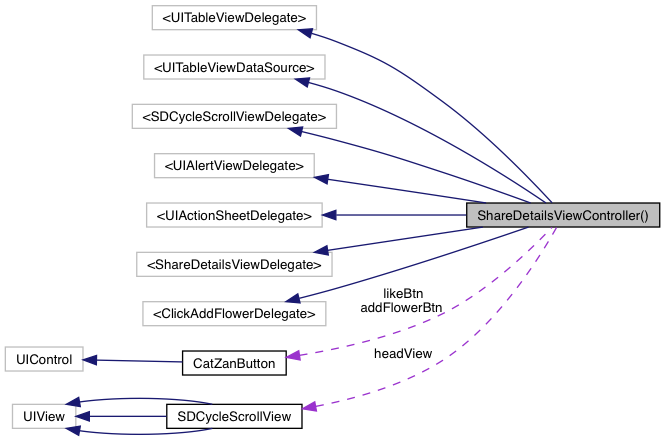 <UITableViewDelegate>
<UITableViewDataSource>
<SDCycleScrollViewDelegate>
<UIAlertViewDelegate>
<UIActionSheetDelegate>
ShareDetailsViewController()
<ShareDetailsViewDelegate>
<ClickAddFlowerDelegate>
likeBtn
addFlowerBtn
headView
UIControl
CatZanButton
UIView
SDCycleScrollView